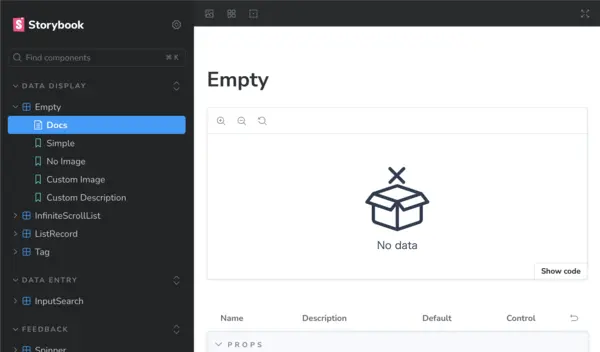 Storybook
Find components
⌘ K
DATA DISPLAY
Empty
Docs
Simple
No Image
Custom Image
Custom Description
InfiniteScrollList
ListRecord
Tag
DATA ENTRY
InputSearch
FEEDBACK
Spinner
Empty
No data
Show code
Name Description Default Control
PROPS